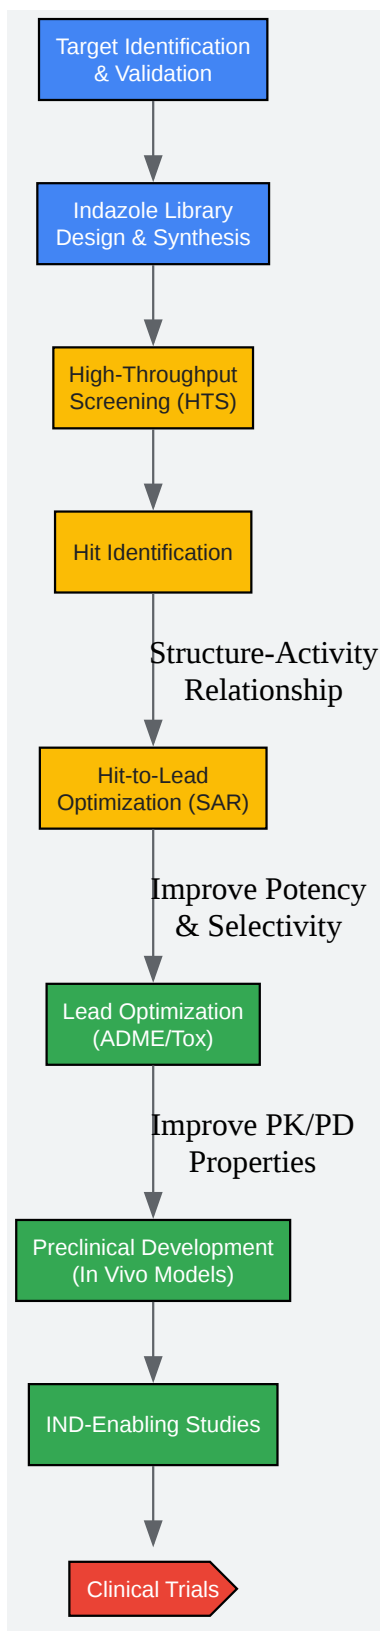 Target Identification
& Validation
Indazole Library
Design & Synthesis
High-Throughput
Screening (HTS)
Hit Identification
Structure-Activity
Relationship
Hit-to-Lead
Optimization (SAR)
Improve Potency
& Selectivity
Lead Optimization
(ADME/Tox)
Improve PK/PD
Properties
Preclinical Development
(In Vivo Models)
IND-Enabling Studies
Clinical Trials